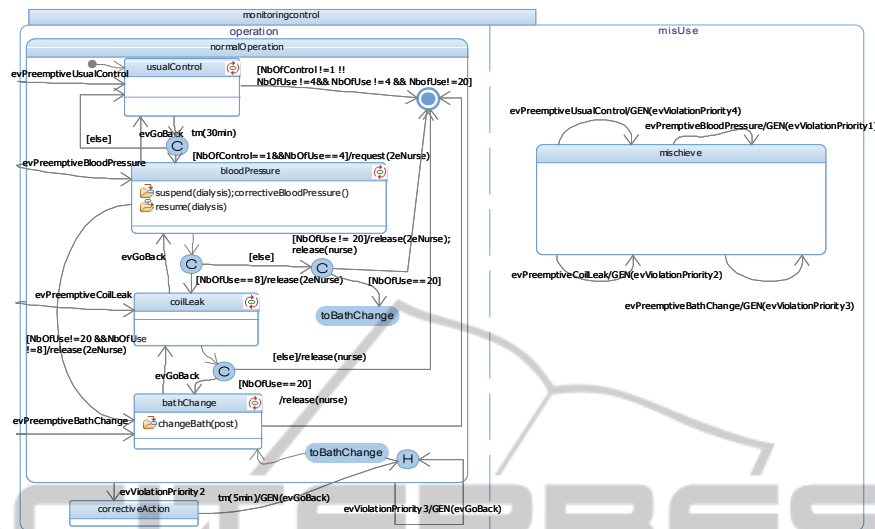 monitoringcontrol
operation
misUse
normalOperation
usualControl
evPreemptiveUsualControl
[NbOfControl !=1 !!
NbOfUse !=4&& NbOfUse !=4 && NbofUse!=20]
evGoBack
tm(30min)
[else]
C
evPreemptiveBloodPressure
[NbOfControl==1&&NbOfUse==4]/request(2eNurse)
bloodPressure
suspend(dialysis);correctiveBloodPressure()
resume(dialysis)
[NbOfUse != 20]/release(2eNurse);
release(nurse)
evGoBack
[else]
C
C
[NbOfUse==8]/release(2eNurse)
[NbOfUse==20]
evPreemptiveCoilLeak
coilLeak
toBathChange
[NbOfUse!=20 &&NbOfUse
!=8]/release(2eNurse)
[else]/release(nurse)
evGoBack
C
[NbOfUse==20]
/release(nurse)
bathChange
evPreemptiveBathChange
changeBath(post)
toBathChange
H
evViolationPriority2
tm(5min)/GEN(evGoBack)
correctiveAction
evViolationPriority3/GEN(evGoBack)
evPreemptiveUsualControl/GEN(evViolationPriority4)
evPreemptiveBloodPressure/GEN(evViolationPriority1)
mischieve
evPreemptiveCoilLeak/GEN(evViolationPriority2)
evPreemptiveBathChange/GEN(evViolationPriority3)